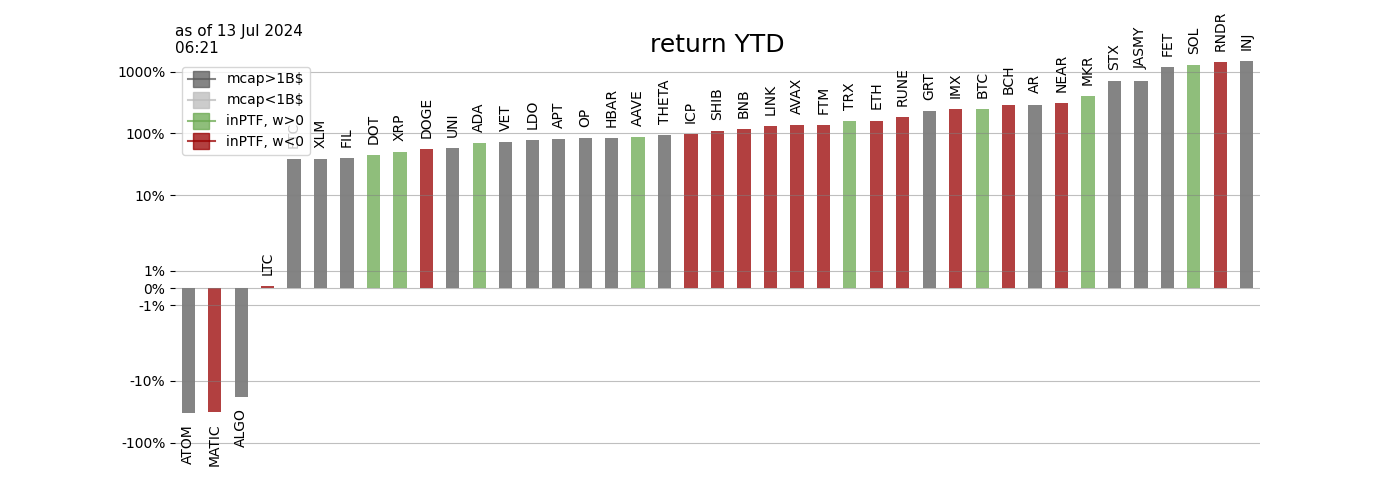 as of 13 Jul 2024
06:21
return YTD
mcap>1B$
mcap<1B$
inPTF, w>0
inPTF, w<0
1000%
100%
10%
1%
0%
-1%
-10%
-100%
ATOM
MATIC
ALGO
LTC
XLM
FIL
DOT
XRP
DOGE
UNI
ADA
VET
LDO
APT
OP
HBAR
AAVE
THETA
ICP
SHIB
BNB
LINK
AVAX
FTM
TRX
ETH
RUNE
GRT
IMX
BTC
BCH
AR
NEAR
MKR
STX
JASMY
FET
SOL
RNDR
INJ